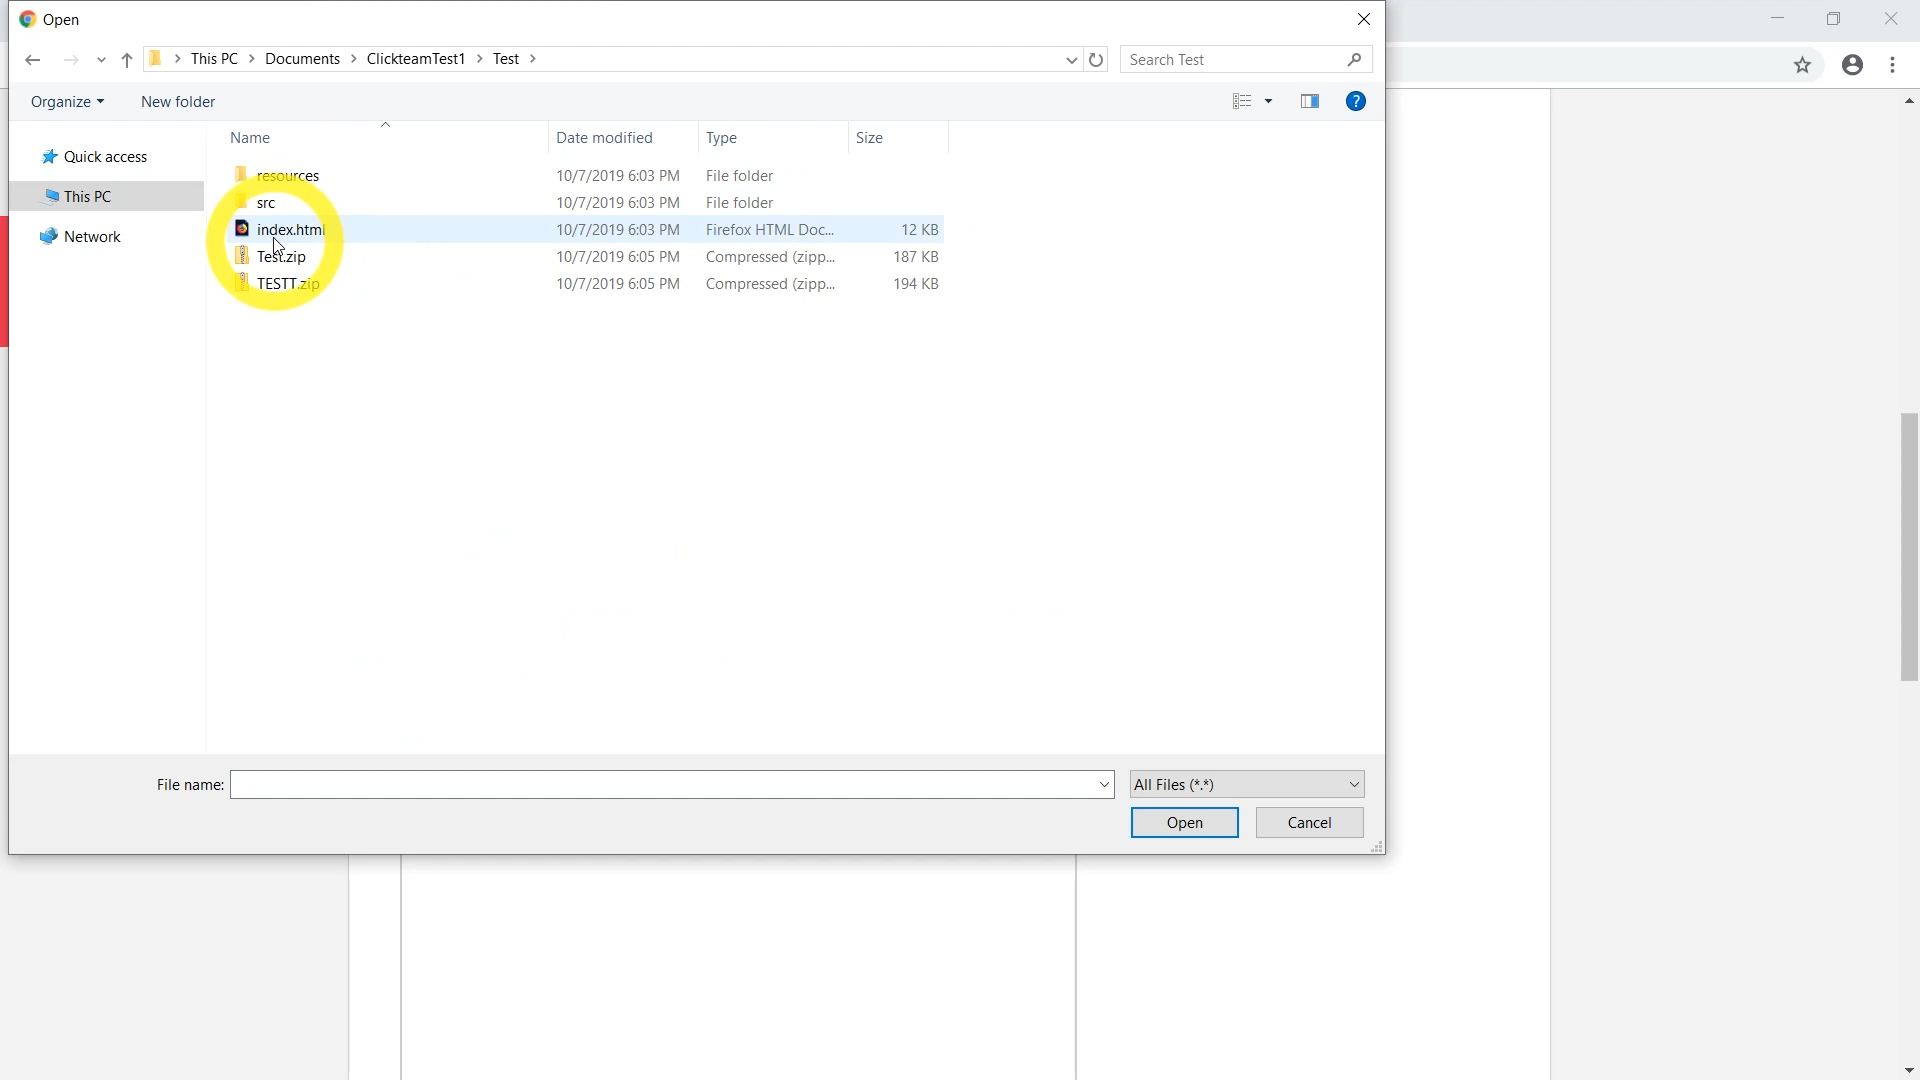 Open
This PC > Documents > ClickteamTest1 > Test >
Search Test
Organize
New folder
Name Date modified Type Size
Quick access
This PC
Network
resources 10/7/2019 6:03 PM File folder
src 10/7/2019 6:03 PM File folder
index.html 10/7/2019 6:03 PM Firefox HTML Doc... 12 KB
Test.zip 10/7/2019 6:05 PM Compressed (zipp... 187 KB
TESTT.zip 10/7/2019 6:05 PM Compressed (zipp... 194 KB
File name:
All Files (*.*)
Open
Cancel